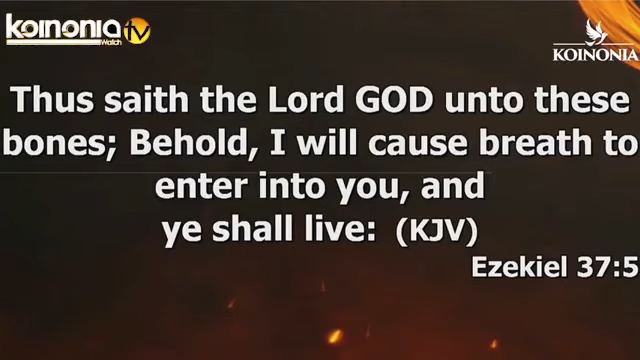 koinonia tv
Watch
KOINONIA
Thus saith the Lord GOD unto these
bones; Behold, I will cause breath to
enter into you, and
ye shall live: (KJV)
Ezekiel 37:5